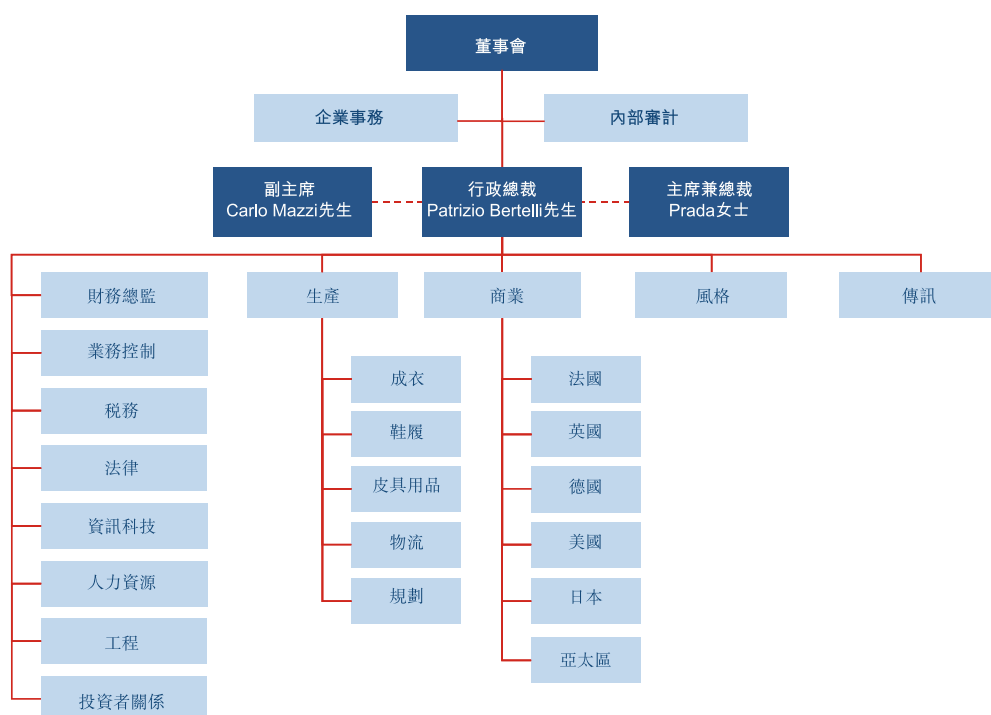 董事會
企業事務
內部審計
副主席
Carlo Mazzi先生
行政總裁
Patrizio Bertelli先生
主席兼總裁
Prada女士
財務總監
生產
商業
風格
傳訊
業務控制
税務
法律
資訊科技
人力資源
工程
投資者關係
成衣
鞋履
皮具用品
物流
規劃
法國
英國
德國
美國
日本
亞太區